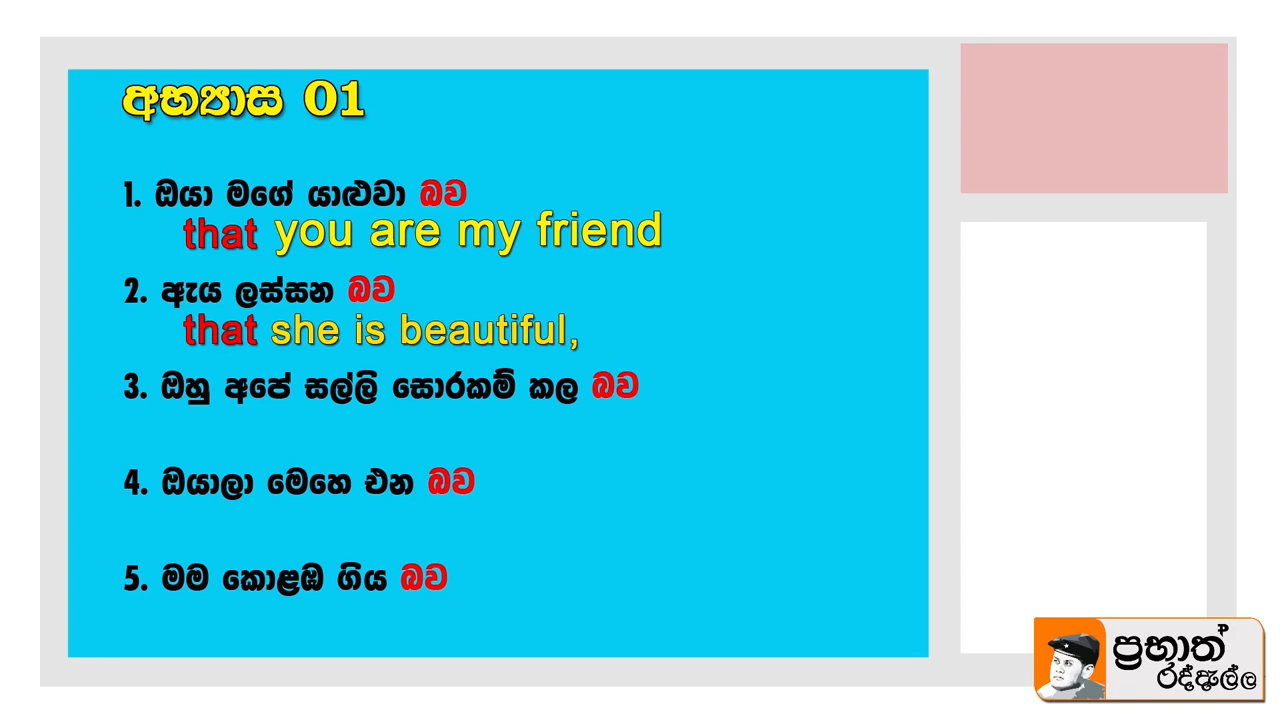 අභ්‍යාස 01
1. ඔයා මගේ යාළුවා බව
that you are my friend
2. ඇය ලස්සන බව
that she is beautiful,
3. ඔහු අපේ සල්ලි සොරකම් කල බව
4. ඔයාලා මෙහෙ එන බව
5. මම කොළඹ ගිය බව
ප්‍රභාත්
රද්දෑල්ල